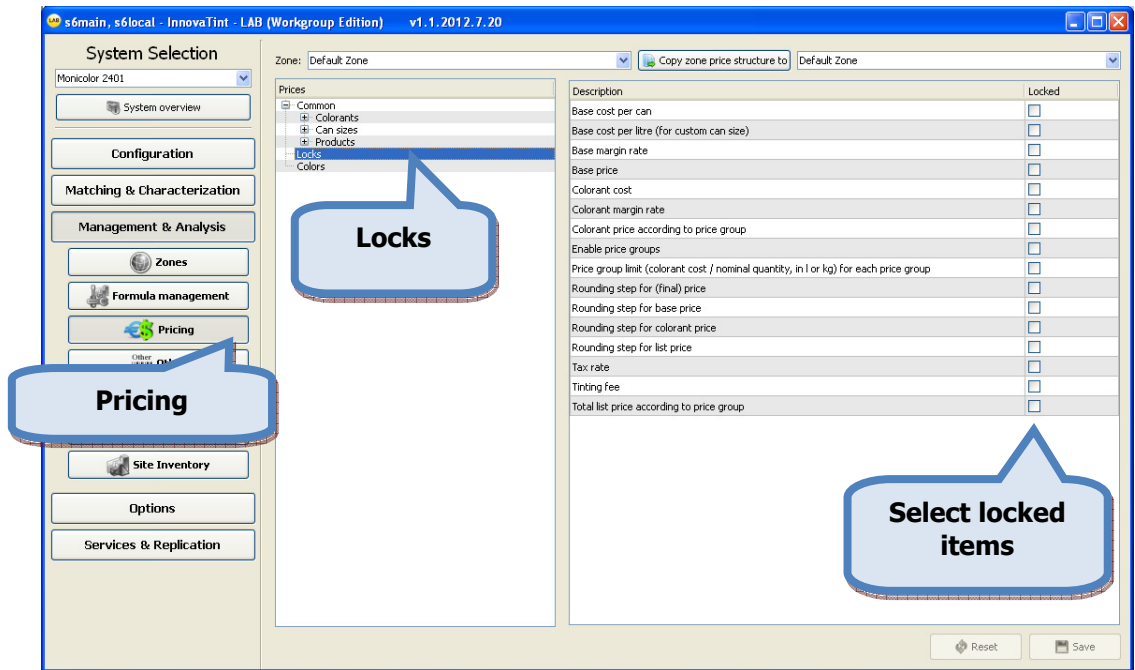 LAB s6main, s6local - InnovaTint - LAB (Workgroup Edition) v1.1.2012.7.20
System Selection
Monicolor 2401
System overview
Configuration
Matching & Characterization
Management & Analysis
Zones
Formula management
Pricing
Other
Pricing
Site Inventory
Options
Services & Replication
Zone: Default Zone
Copy zone price structure to
Default Zone
Prices
Common
Colorants
Can sizes
Products
Locks
Colors
Locks
Description Locked
Base cost per can
Base cost per litre (for custom can size)
Base margin rate
Base price
Colorant cost
Colorant margin rate
Colorant price according to price group
Enable price groups
Price group limit (colorant cost / nominal quantity, in l or kg) for each price group
Rounding step for (final) price
Rounding step for base price
Rounding step for colorant price
Rounding step for list price
Tax rate
Tinting fee
Total list price according to price group
Select locked
items
Reset
Save